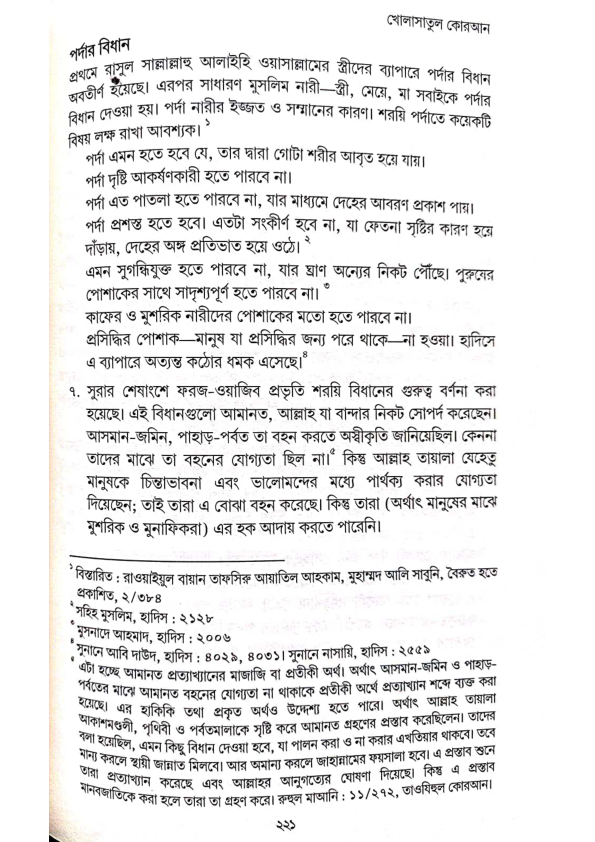 খোলাসাতুল কোরআন
পর্দার বিধান
প্রথমে রাসুল সাল্লাল্লাহু আলাইহি ওয়াসাল্লামের স্ত্রীদের ব্যাপারে পর্দার বিধান
অবতীর্ণ হয়েছে। এরপর সাধারণ মুসলিম নারী—স্ত্রী, মেয়ে, মা সবাইকে পর্দার
বিধান দেওয়া হয়। পর্দা নারীর ইজ্জত ও সম্মানের কারণ। শরয়ি পর্দাতে কয়েকটি
বিষয় লক্ষ রাখা আবশ্যক।১
পর্দা এমন হতে হবে যে, তার দ্বারা গোটা শরীর আবৃত হয়ে যায়।
পর্দা দৃষ্টি আকর্ষণকারী হতে পারবে না।
পর্দা এত পাতলা হতে পারবে না, যার মাধ্যমে দেহের আবরণ প্রকাশ পায়।
পর্দা প্রশস্ত হতে হবে। এতটা সংকীর্ণ হবে না, যা ফেতনা সৃষ্টির কারণ হয়ে
দাঁড়ায়, দেহের অঙ্গ প্রতিভাত হয়ে ওঠে।২
এমন সুগন্ধিযুক্ত হতে পারবে না, যার ঘ্রাণ অন্যের নিকট পৌঁছে। পুরুষের
পোশাকের সাথে সাদৃশ্যপূর্ণ হতে পারবে না।৩
কাফের ও মুশরিক নারীদের পোশাকের মতো হতে পারবে না।
প্রসিদ্ধির পোশাক—মানুষ যা প্রসিদ্ধির জন্য পরে থাকে—না হওয়া। হাদিসে
এ ব্যাপারে অত্যন্ত কঠোর ধমক এসেছে।৪
৭. সুরার শেষাংশে ফরজ-ওয়াজিব প্রভৃতি শরয়ি বিধানের গুরুত্ব বর্ণনা করা
হয়েছে। এই বিধানগুলো আমানত, আল্লাহ যা বান্দার নিকট সোপর্দ করেছেন।
আসমান-জমিন, পাহাড়-পর্বত তা বহন করতে অস্বীকৃতি জানিয়েছিল। কেননা
তাদের মাঝে তা বহনের যোগ্যতা ছিল না।৫ কিন্তু আল্লাহ তায়ালা যেহেতু
মানুষকে চিন্তাভাবনা এবং ভালোমন্দের মধ্যে পার্থক্য করার যোগ্যতা
দিয়েছেন; তাই তারা এ বোঝা বহন করেছে। কিন্তু তারা (অর্থাৎ মানুষের মাঝে
মুশরিক ও মুনাফিকরা) এর হক আদায় করতে পারেনি।
১ বিস্তারিত : রাওয়াইয়ুল বায়ান তাফসিরু আয়াতিল আহকাম, মুহাম্মদ আলি সাবুনি, বৈরুত হতে
প্রকাশিত, ২/৩৮৪
২ সহিহ মুসলিম, হাদিস : ২১২৮
৩ মুসনাদে আহমাদ, হাদিস : ২০০৬
৪ সুনানে আবি দাউদ, হাদিস : ৪০২৯, ৪০৩১। সুনানে নাসায়ি, হাদিস : ২৫৫৯
৫ এটা হচ্ছে আমানত প্রত্যাখ্যানের মাজাজি বা প্রতীকী অর্থ। অর্থাৎ আসমান-জমিন ও পাহাড়-
পর্বতের মাঝে আমানত বহনের যোগ্যতা না থাকাকে প্রতীকী অর্থে প্রত্যাখ্যান শব্দে ব্যক্ত করা
হয়েছে। এর হাকিকি তথা প্রকৃত অর্থও উদ্দেশ্য হতে পারে। অর্থাৎ আল্লাহ তায়ালা
আকাশমণ্ডলী, পৃথিবী ও পর্বতমালাকে সৃষ্টি করে আমানত গ্রহণের প্রস্তাব করেছিলেন। তাদের
বলা হয়েছিল, এমন কিছু বিধান দেওয়া হবে, যা পালন করা ও না করার এখতিয়ার থাকবে। তবে
মান্য করলে স্থায়ী জান্নাত মিলবে। আর অমান্য করলে জাহান্নামের ফয়সালা হবে। এ প্রস্তাব শুনে
তারা প্রত্যাখ্যান করেছে এবং আল্লাহর আনুগত্যের ঘোষণা দিয়েছে। কিন্তু এ প্রস্তাব
মানবজাতিকে করা হলে তারা তা গ্রহণ করে। রুহুল মাআনি : ১১/২৭২, তাওযিহুল কোরআন।
২২১